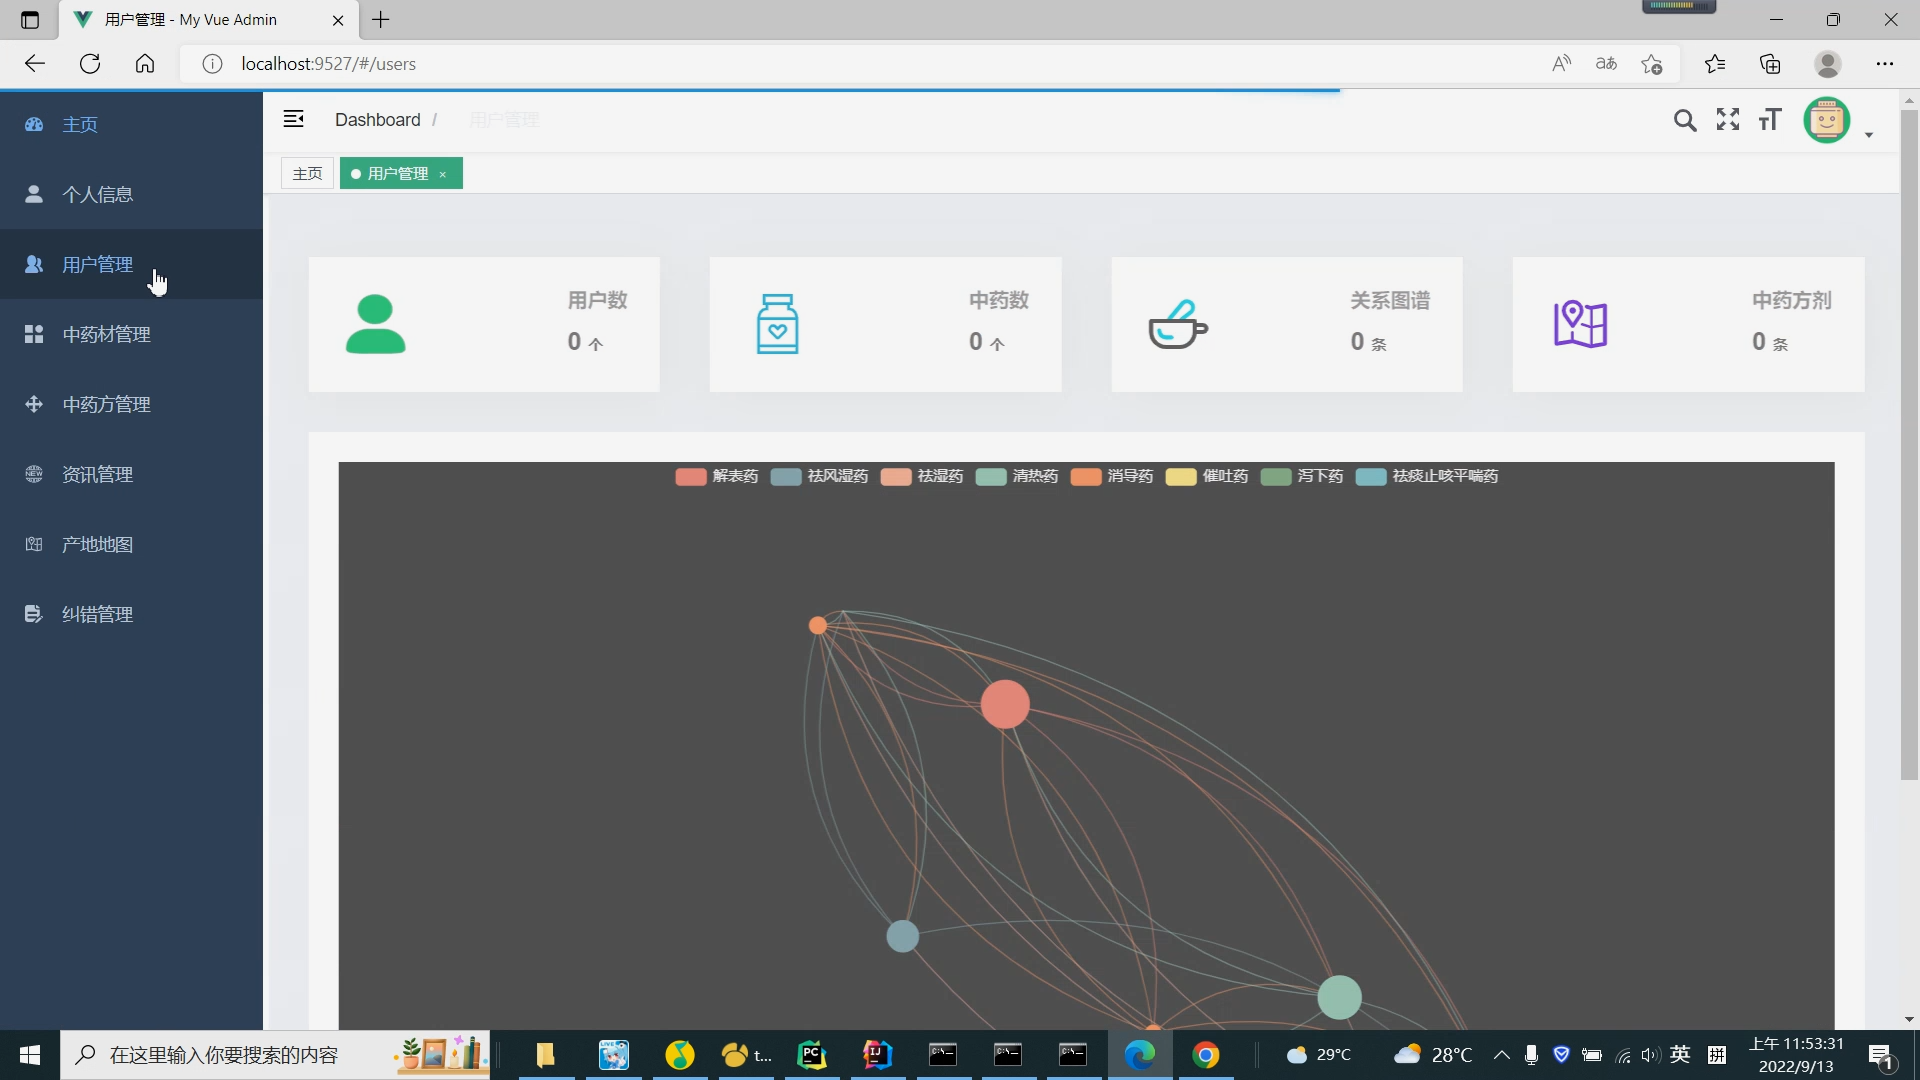 用户管理 - My Vue Admin
localhost:9527/#/users
主页
个人信息
用户管理
中药材管理
中药方管理
资讯管理
产地地图
纠错管理
Dashboard / 用户管理
主页 用户管理 ×
用户数
0 个
中药数
0 个
关系图谱
0 条
中药方剂
0 条
解表药 祛风湿药 祛湿药 清热药 消导药 催吐药 泻下药 祛痰止咳平喘药
在这里输入你要搜索的内容
LIVE
t...
PC
IJ
C:\_
C:\_
C:\_
29°C
28°C
英
拼
上午 11:53:31
2022/9/13
1